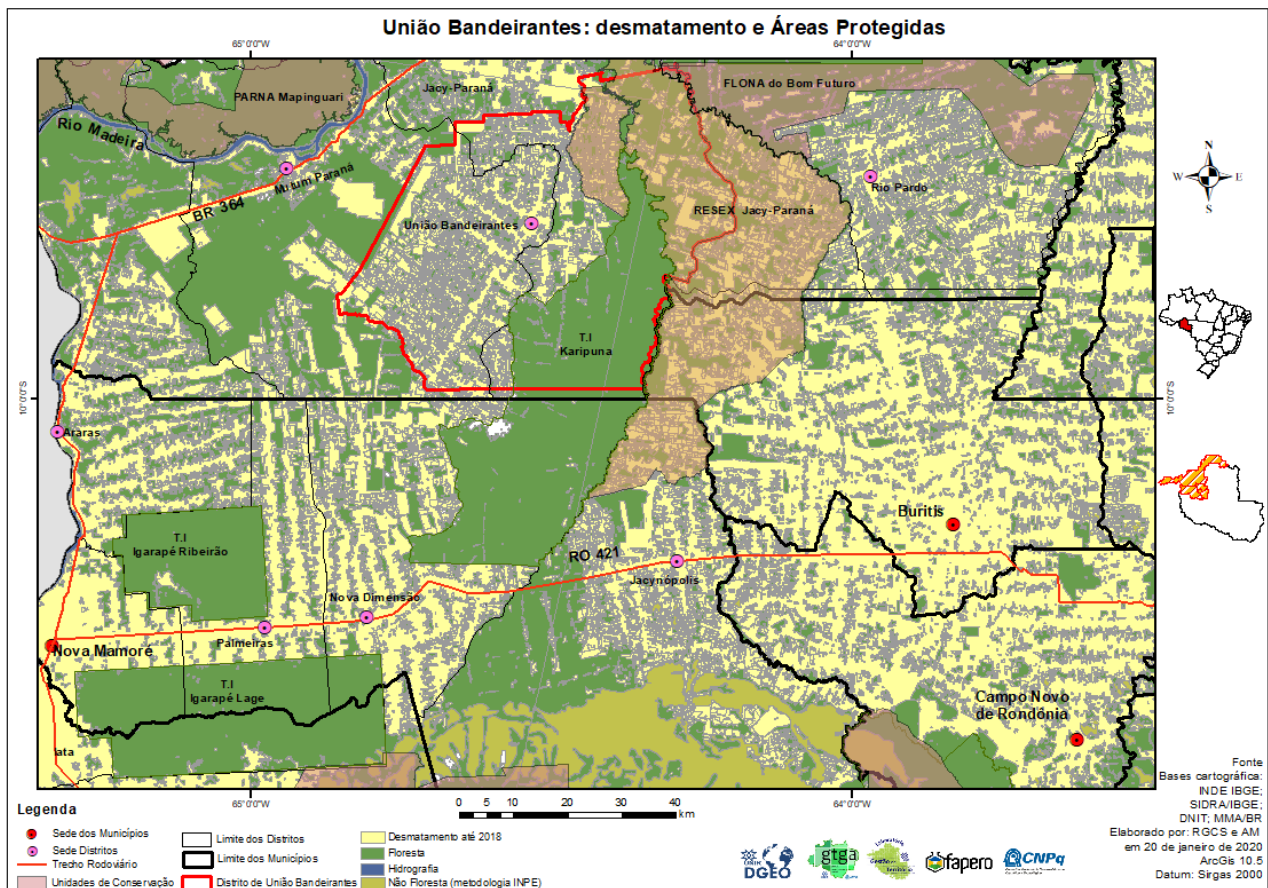 União Bandeirantes: desmatamento e Áreas Protegidas
65°0'0"W
64°0'0"W
PARNA Mapinguari
Jacy-Paraná
FLONA do Bom Futuro
Rio Madeira
Mutum Paraná
BR 364
Rio Pardo
RESEX Jacy-Paraná
União Bandeirantes
N
W
E
S
T.I
Karipuna
10°0'0"S
10°0'0"S
Araras
Buritis
T.I
Igarapé Ribeirão
RO 421
Jacynópolis
Nova Dimensão
Palmeiras
Nova Mamoré
T.I
Igarapé Lage
Campo Novo
de Rondônia
Iata
65°0'0"W
64°0'0"W
Legenda
Sede dos Municípios
Sede Distritos
Trecho Rodoviário
Unidades de Conservação
Limite dos Distritos
Limite dos Municípios
Distrito de União Bandeirantes
Desmatamento até 2018
Floresta
Hidrografia
Não Floresta (metodologia INPE)
0 5 10 20 30 40
km
DGEO
gtga
fapero
CNPq
Fonte
Bases cartográfica:
INDE IBGE;
SIDRA/IBGE;
DNIT; MMA/BR
Elaborado por: RGCS e AM
em 20 de janeiro de 2020
ArcGis 10.5
Datum: Sirgas 2000